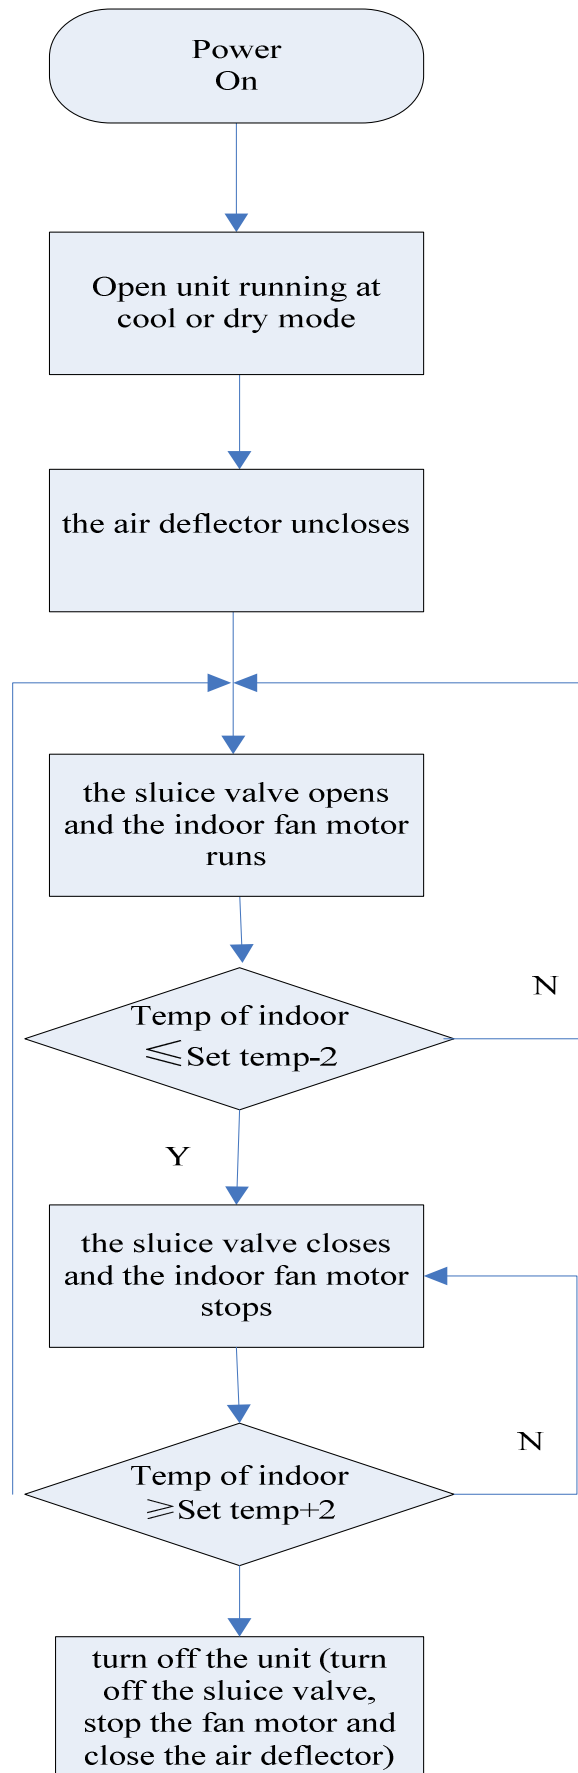 Power
On
Open unit running at
cool or dry mode
the air deflector uncloses
the sluice valve opens
and the indoor fan motor
runs
Temp of indoor
≤Set temp-2
N
Y
the sluice valve closes
and the indoor fan motor
stops
N
Temp of indoor
≥Set temp+2
turn off the unit (turn
off the sluice valve,
stop the fan motor and
close the air deflector)